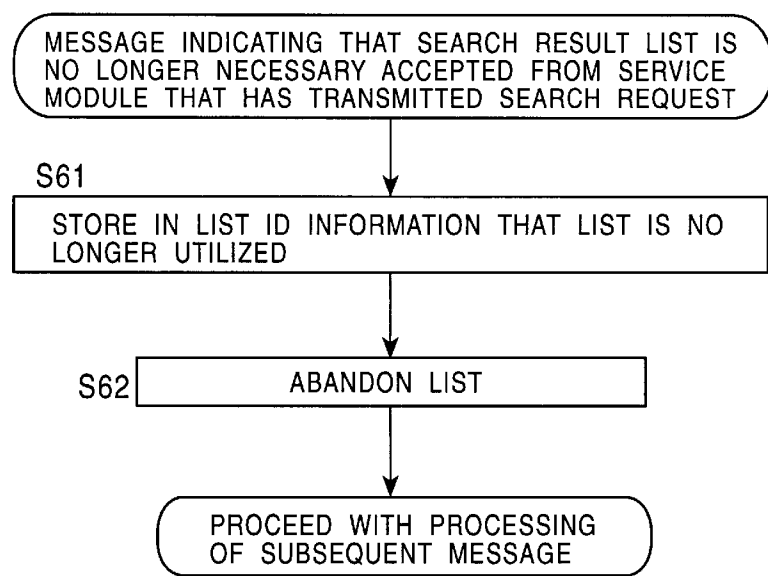 MESSAGE INDICATING THAT SEARCH RESULT LIST IS
NO LONGER NECESSARY ACCEPTED FROM SERVICE
MODULE THAT HAS TRANSMITTED SEARCH REQUEST
S61
STORE IN LIST ID INFORMATION THAT LIST IS NO
LONGER UTILIZED
S62
ABANDON LIST
PROCEED WITH PROCESSING
OF SUBSEQUENT MESSAGE